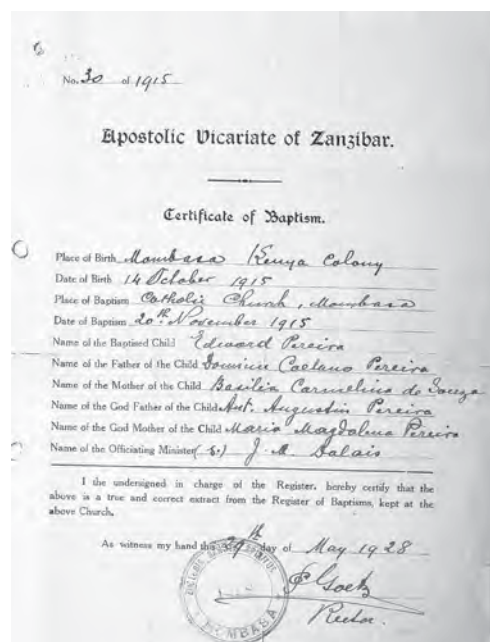 No. 30 of 1915
Apostolic Vicariate of Zanzibar.
Certificate of Baptism.
Place of Birth Mombasa Kenya Colony
Date of Birth 14 October 1915
Place of Baptism Catholic Church, Mombasa
Date of Baptism 20th November 1915
Name of the Baptised Child Edward Pereira
Name of the Father of the Child Caetano Pereira
Name of the Mother of the Child Basilia Carmelina de Souza
Name of the God Father of the Child Ant. Augustin Pereira
Name of the God Mother of the Child Maria Magdalena Pereira
Name of the Officiating Minister (s.) J. A. Balais
I the undersigned in charge of the Register, hereby certify that the
above is a true and correct extract from the Register of Baptisms, kept at the
above Church.
As witness my hand this day of May 1928
Goetz
Rector.
MOMBASA